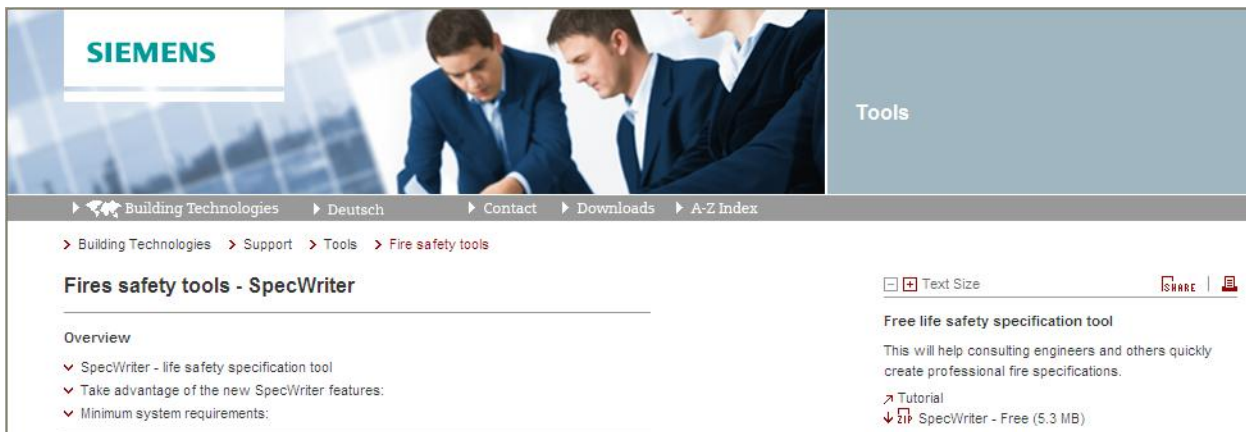 SIEMENS
Tools
Building Technologies Deutsch Contact Downloads A-Z Index
Building Technologies Support Tools Fire safety tools
Fires safety tools - SpecWriter
Text Size SHARE
Overview
SpecWriter - life safety specification tool
Take advantage of the new SpecWriter features:
Minimum system requirements:
Free life safety specification tool
This will help consulting engineers and others quickly
create professional fire specifications.
Tutorial
ZIP SpecWriter - Free (5.3 MB)